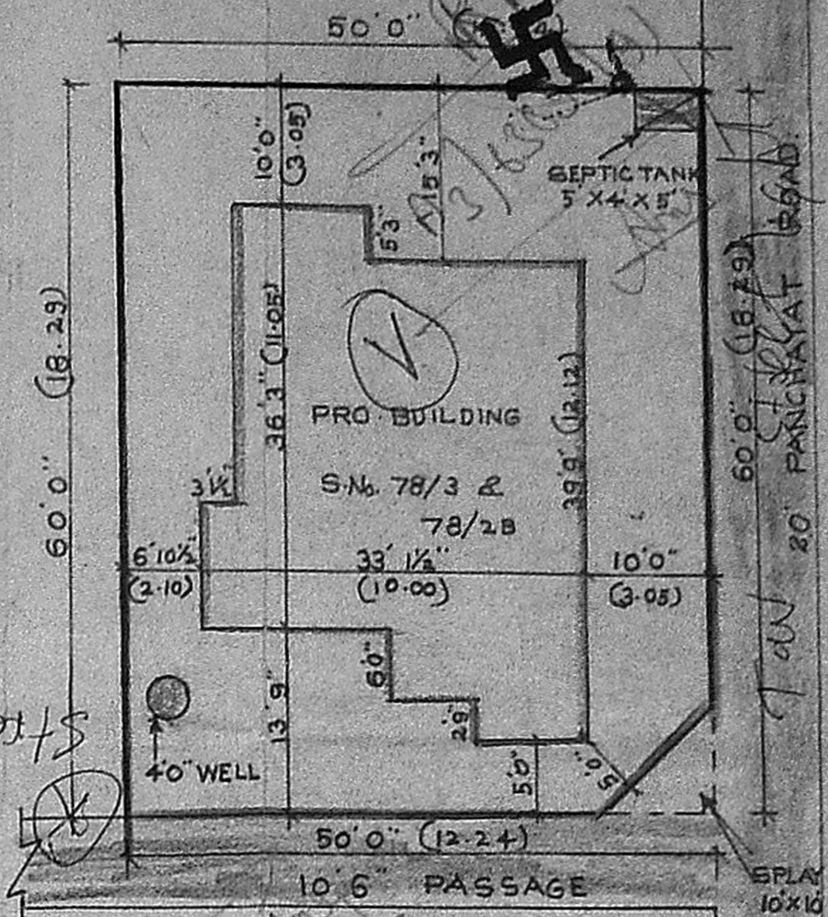 50'0"
10'0"
(3.05)
15'3"
SEPTIC TANK
5' X 4' X 5'
5'3"
(18.29)
60'0"
36'3" (11.05)
V
PRO. BUILDING
39'9" (12.12)
60'0" (18.29)
20' PANCHAYAT ROAD.
S.No. 78/3 &
78/2B
3'1½"
6'10½"
(2.10)
33' 1½"
(10.00)
10'0"
(3.05)
6'0"
13'9"
2'9"
4'0" WELL
5'0"
5'0"
50'0" (12.24)
10'6" PASSAGE
SPLAY
10'X10'